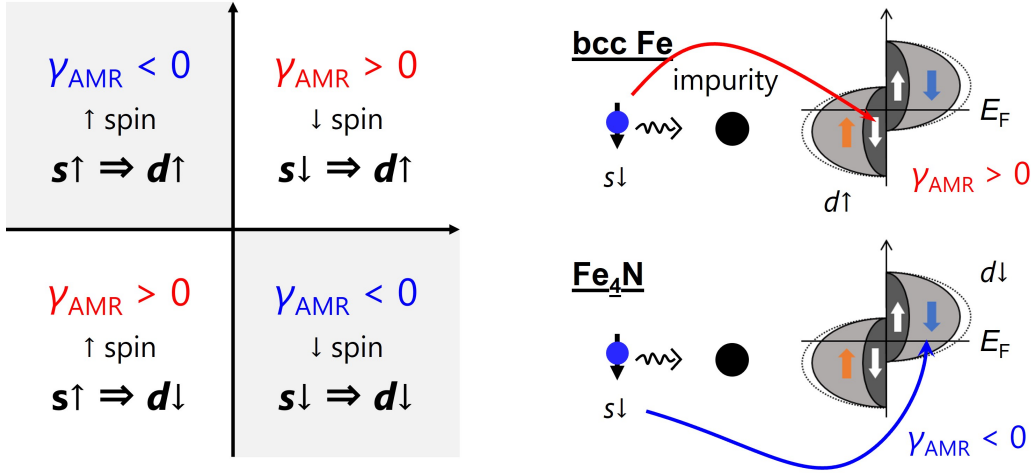 γAMR < 0
↑ spin
s↑ ⇒ d↑
γAMR > 0
↓ spin
s↓ ⇒ d↑
γAMR > 0
↑ spin
s↑ ⇒ d↓
γAMR < 0
↓ spin
s↓ ⇒ d↓
bcc Fe
impurity
s↓
d↑
EF
γAMR > 0
Fe4N
s↓
d↓
EF
γAMR < 0